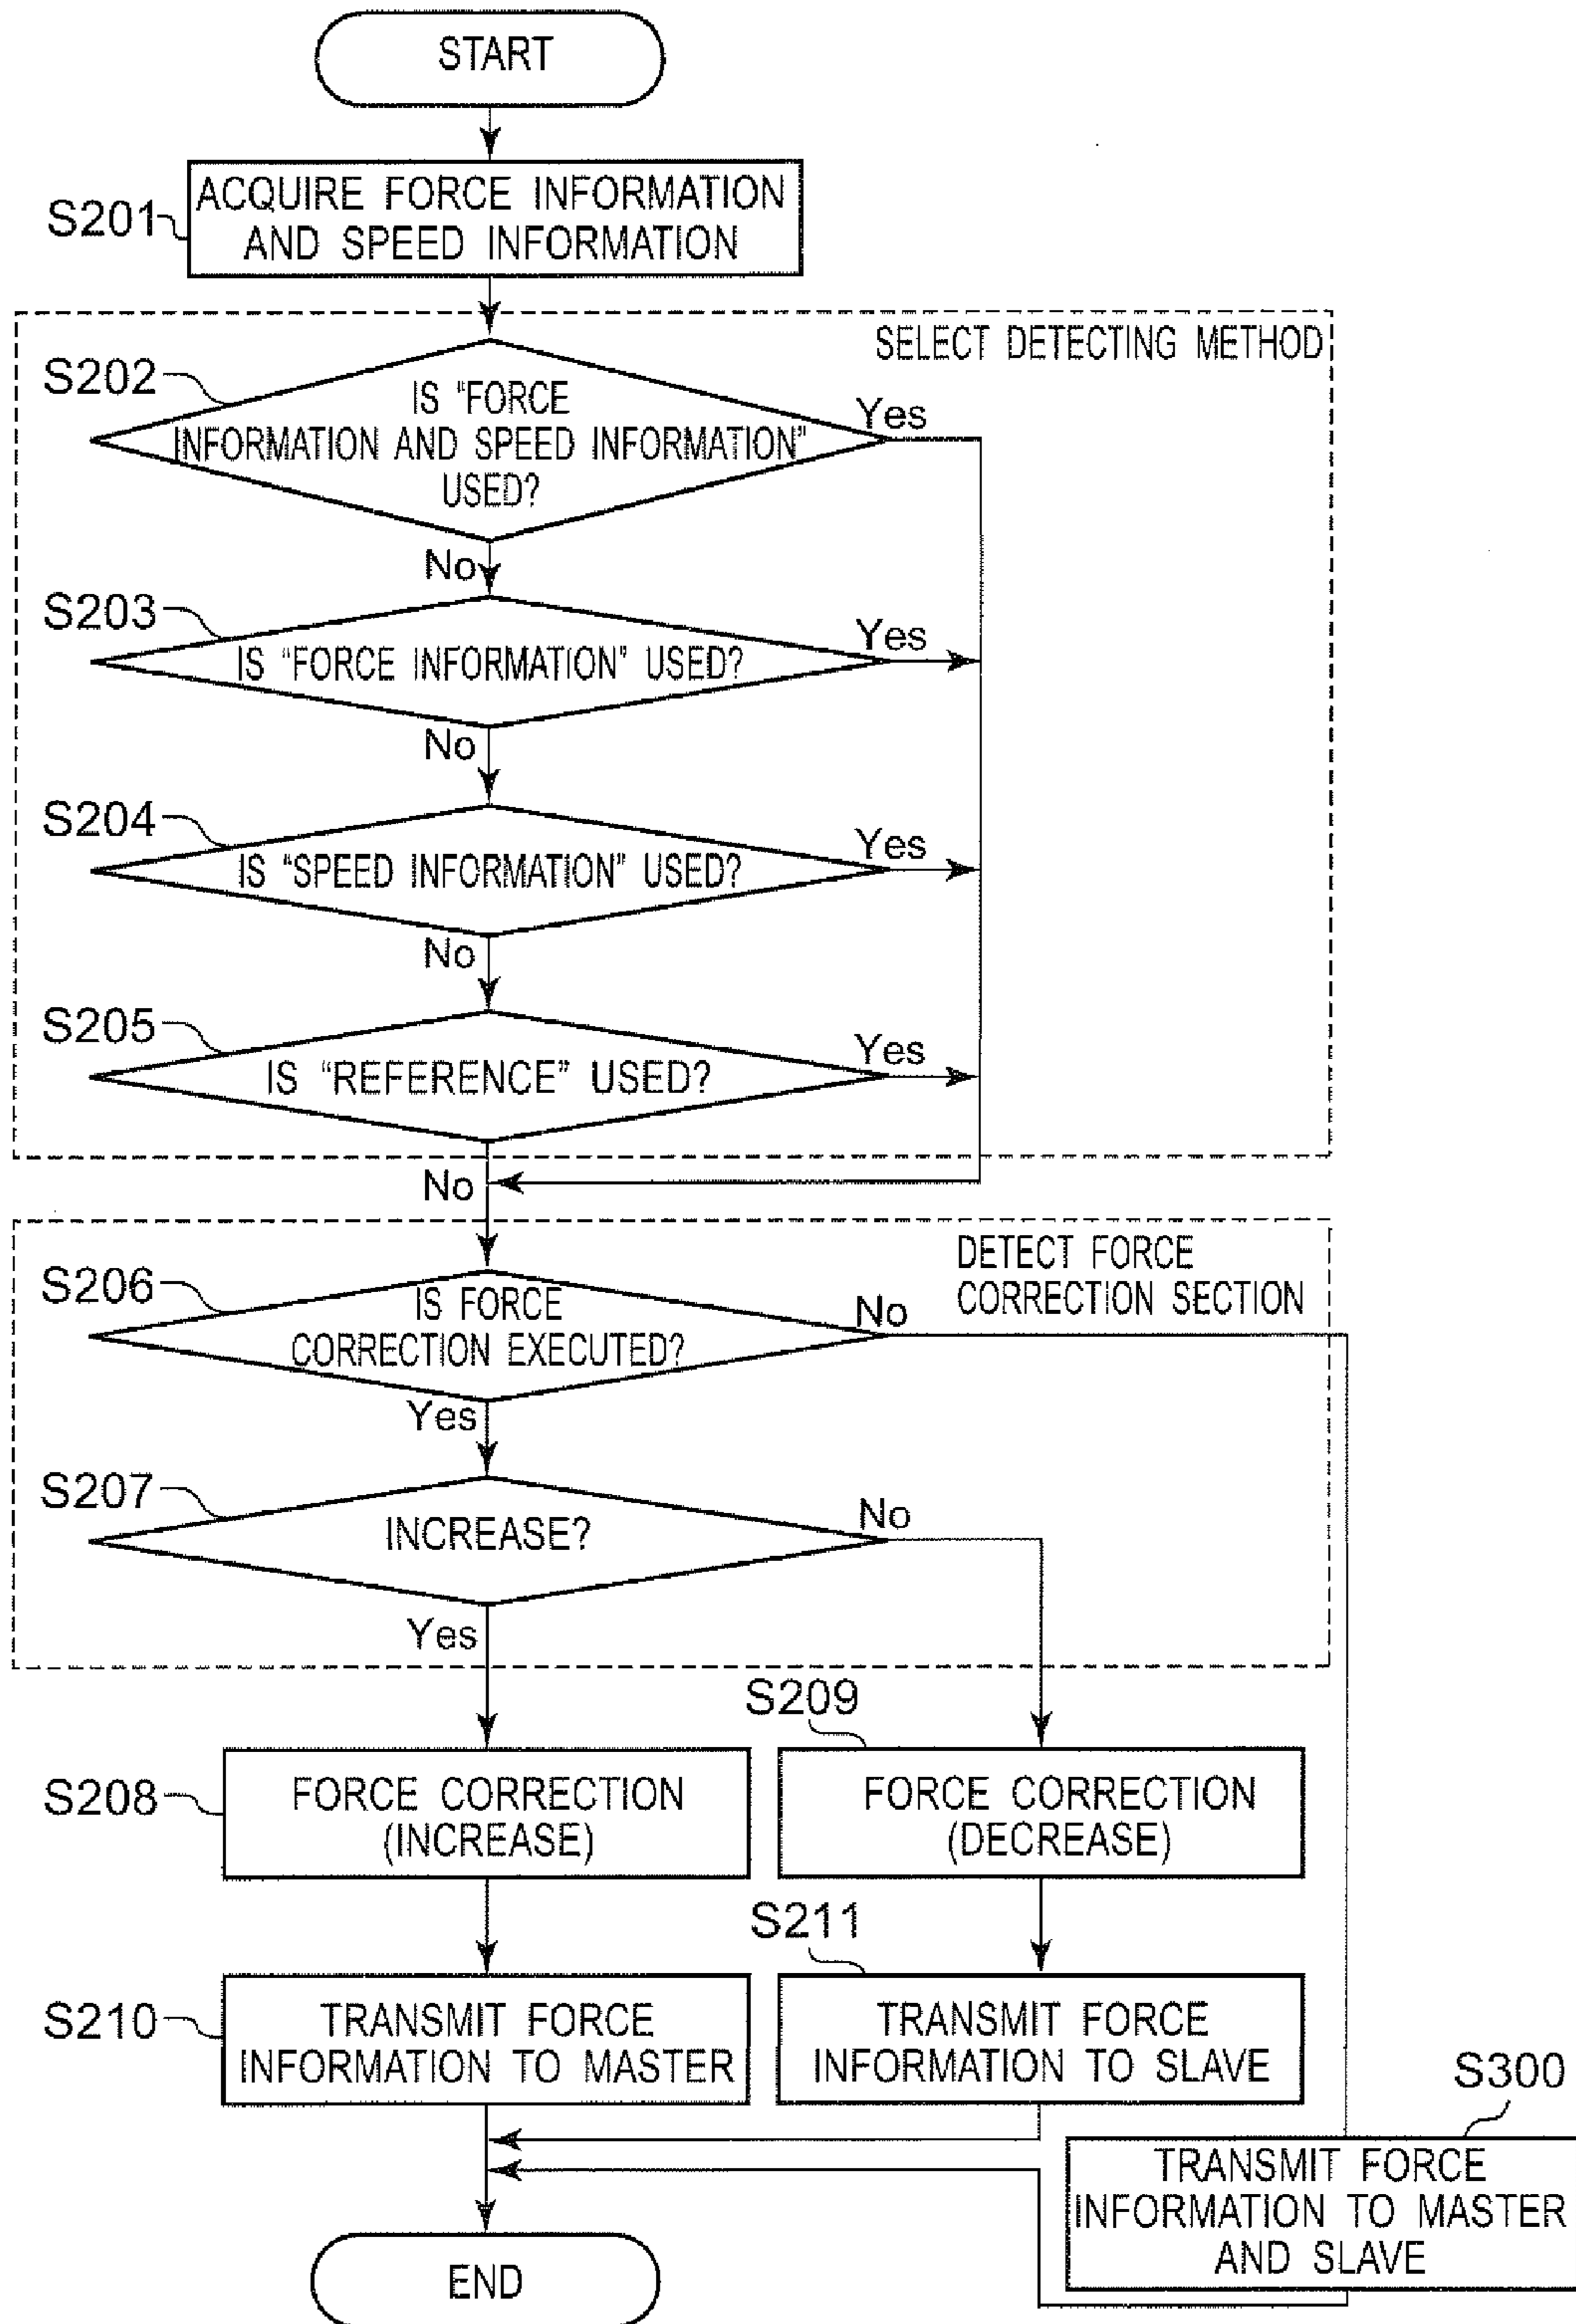 START
S201
ACQUIRE FORCE INFORMATION
AND SPEED INFORMATION
SELECT DETECTING METHOD
S202
IS "FORCE
INFORMATION AND SPEED INFORMATION"
USED?
Yes
No
S203
IS "FORCE INFORMATION" USED?
Yes
No
S204
IS "SPEED INFORMATION" USED?
Yes
No
S205
IS "REFERENCE" USED?
Yes
No
DETECT FORCE
CORRECTION SECTION
S206
IS FORCE
CORRECTION EXECUTED?
No
Yes
S207
INCREASE?
No
Yes
S208
FORCE CORRECTION
(INCREASE)
S209
FORCE CORRECTION
(DECREASE)
S210
TRANSMIT FORCE
INFORMATION TO MASTER
S211
TRANSMIT FORCE
INFORMATION TO SLAVE
S300
TRANSMIT FORCE
INFORMATION TO MASTER
AND SLAVE
END